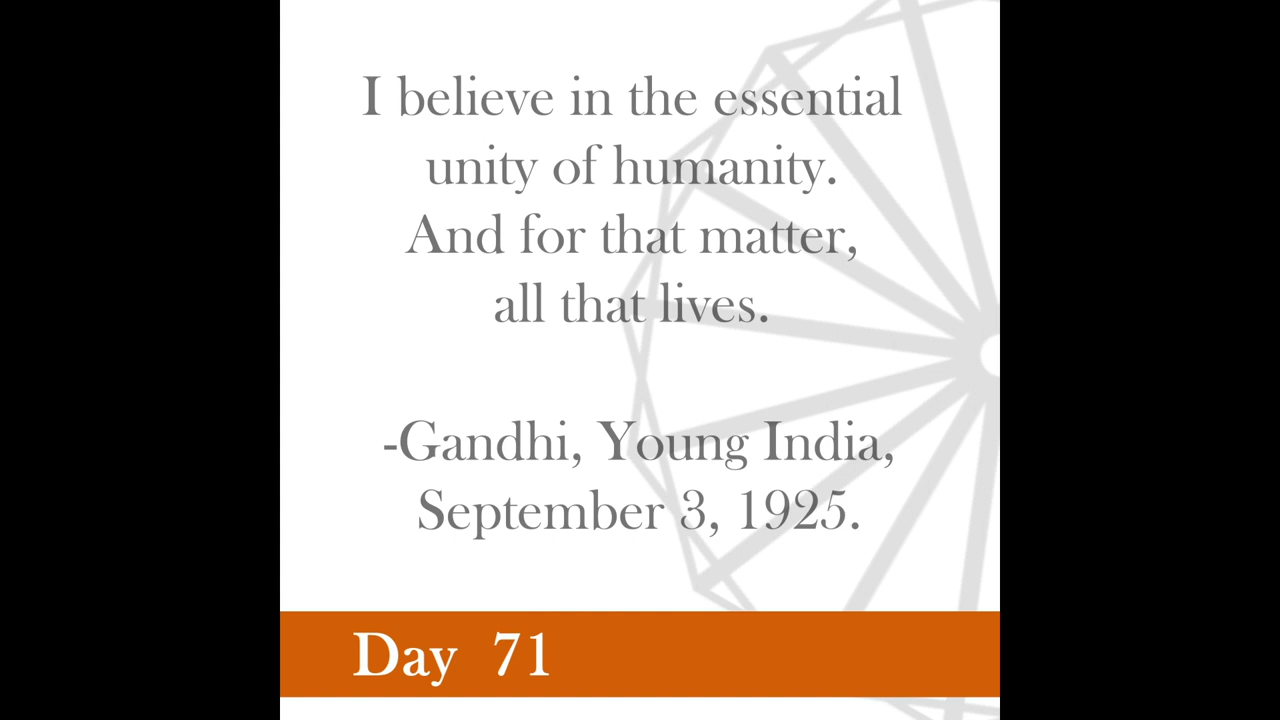 I believe in the essential
unity of humanity.
And for that matter,
all that lives.
-Gandhi, Young India,
September 3, 1925.
Day 71